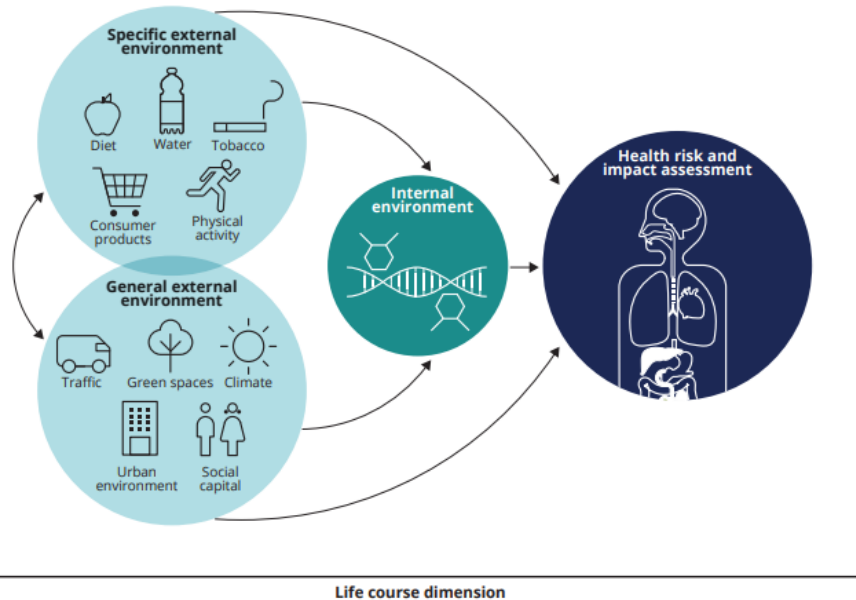 Specific external
environment
Diet
Water
Tobacco
Consumer
products
Physical
activity
General external
environment
Traffic
Green spaces
Climate
Urban
environment
Social
capital
Internal
environment
Health risk and
impact assessment
Life course dimension